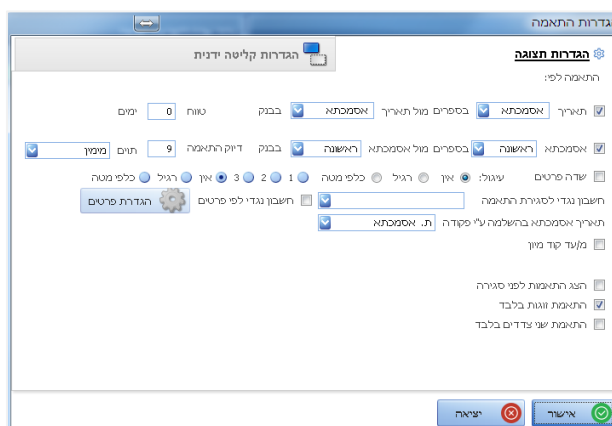 גדרות התאמה
הגדרות תצוגה
הגדרות קליטה ידנית
התאמה לפי:
תאריך אסמכתא בספרים מול תאריך אסמכתא בבנק טווח 0 ימים
אסמכתא ראשונה בספרים מול אסמכתא ראשונה בבנק דיוק התאמה 9 תוים מימין
שדה פרטים עיגול: אין רגיל כלפי מטה 1 2 3 אין רגיל כלפי מטה
חשבון נגדי לסגירת התאמה חשבון נגדי לפי פרטים הגדרת פרטים
תאריך אסמכתא בהשלמה ע"י פקודה ת. אסמכתא
מ/עד קוד מיון
הצג התאמות לפני סגירה
התאמת זוגות בלבד
התאמת שני צדדים בלבד
אישור יציאה